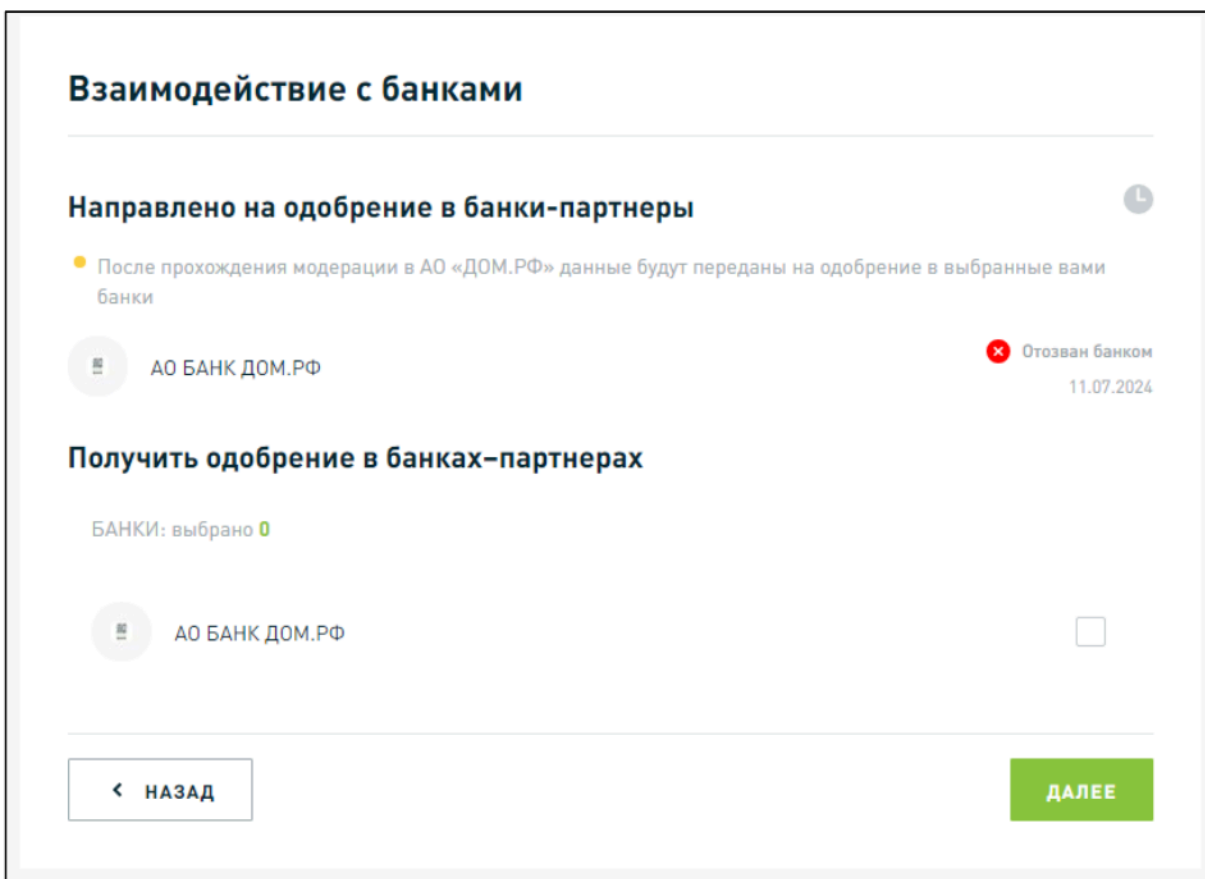 Взаимодействие с банками
Направлено на одобрение в банки-партнеры
После прохождения модерации в АО «ДОМ.РФ» данные будут переданы на одобрение в выбранные вами
банки
АО БАНК ДОМ.РФ
Отозван банком
11.07.2024
Получить одобрение в банках–партнерах
БАНКИ: выбрано 0
АО БАНК ДОМ.РФ
НАЗАД
ДАЛЕЕ